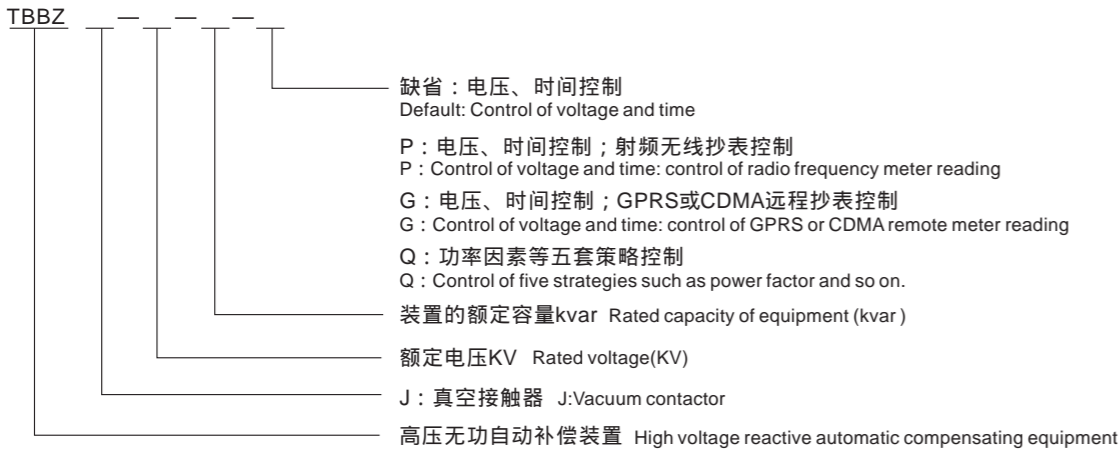 TBBZ — — —
缺省：电压、时间控制
Default: Control of voltage and time
P：电压、时间控制；射频无线抄表控制
P：Control of voltage and time: control of radio frequency meter reading
G：电压、时间控制；GPRS或CDMA远程抄表控制
G：Control of voltage and time: control of GPRS or CDMA remote meter reading
Q：功率因素等五套策略控制
Q：Control of five strategies such as power factor and so on.
装置的额定容量kvar Rated capacity of equipment (kvar )
额定电压KV Rated voltage(KV)
J：真空接触器 J:Vacuum contactor
高压无功自动补偿装置 High voltage reactive automatic compensating equipment